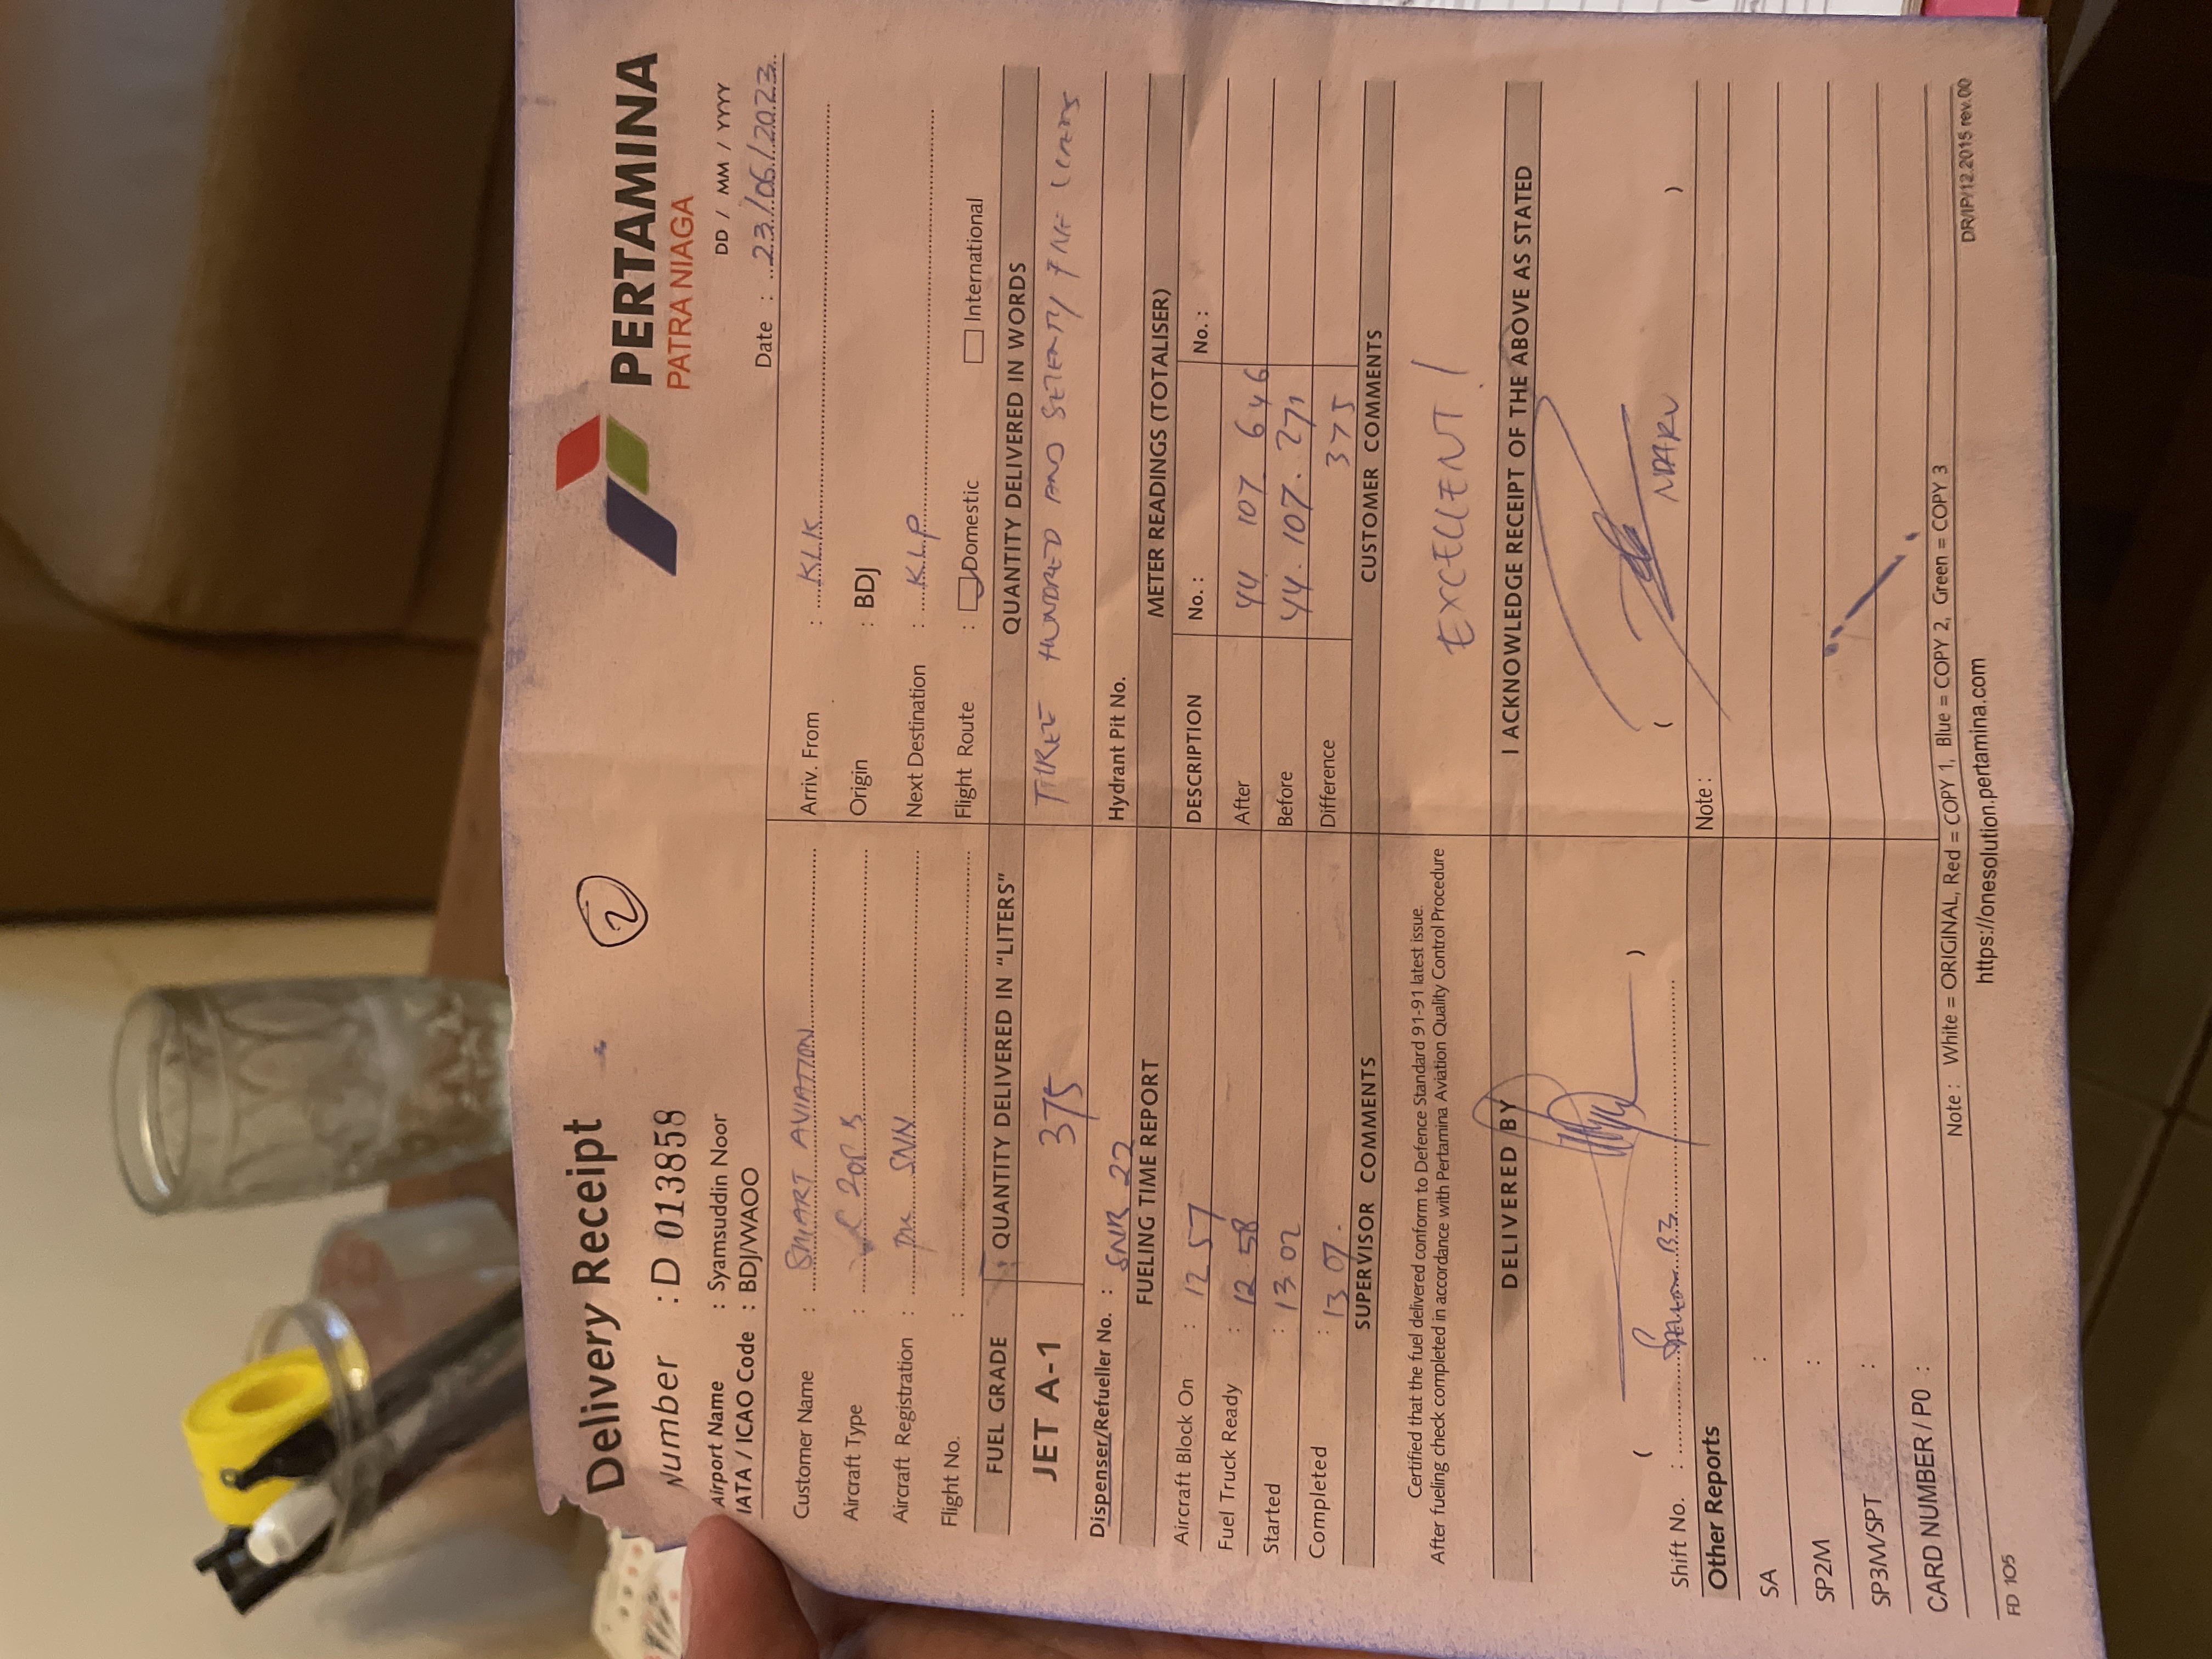 Delivery Receipt
2
PERTAMINA
PATRA NIAGA
Number : D 013858
Airport Name : Syamsuddin Noor
IATA / ICAO Code : BDJ/WAOO
DD / MM / YYYY
Date : 23/06/2023
Customer Name : SMART AVIATION
Arriv. From : KLK
Aircraft Type : C 208 B
Origin : BDJ
Aircraft Registration : PK SNN
Next Destination : KLP
Flight No. :
Flight Route : Domestic International
FUEL GRADE QUANTITY DELIVERED IN "LITERS" QUANTITY DELIVERED IN WORDS
JET A-1 375 THREE HUNDRED AND SEVENTY FIVE
Dispenser/Refueller No. : 22
Hydrant Pit No.
FUELING TIME REPORT METER READINGS (TOTALISER)
Aircraft Block On : 12 57
DESCRIPTION No. : No. :
Fuel Truck Ready : 12 58
After 44 107 646
Started : 13 02
Before 44.107.271
Completed : 13 07.
Difference 375
SUPERVISOR COMMENTS CUSTOMER COMMENTS
Certified that the fuel delivered conform to Defence Standard 91-91 latest issue.
After fueling check completed in accordance with Pertamina Aviation Quality Control Procedure
EXCELLENT !
DELIVERED BY I ACKNOWLEDGE RECEIPT OF THE ABOVE AS STATED
( )
( NDARU )
Shift No. :
Other Reports
Note :
SA :
SP2M :
SP3M/SPT :
CARD NUMBER / PO :
Note : White = ORIGINAL, Red = COPY 1, Blue = COPY 2, Green = COPY 3
FD 105
https://onesolution.pertamina.com
DR/IP/12.2015 rev.00